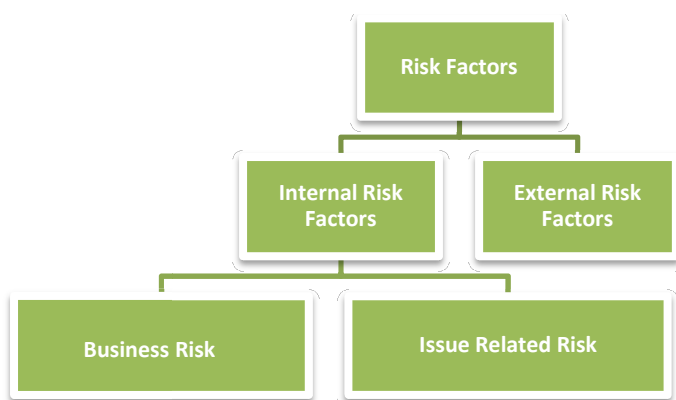 Risk Factors
Internal Risk
Factors
External Risk
Factors
Business Risk
Issue Related Risk